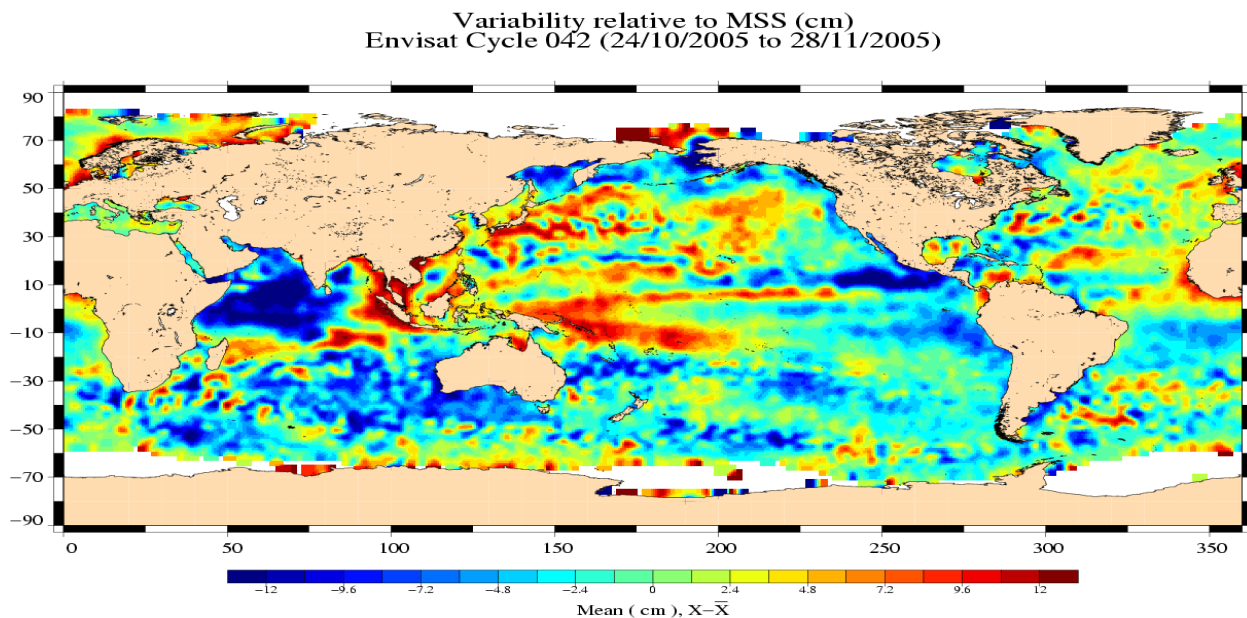 Variability relative to MSS (cm)
Envisat Cycle 042 (24/10/2005 to 28/11/2005)
90
70
50
30
10
−10
−30
−50
−70
−90
0 50 100 150 200 250 300 350
−12 −9.6 −7.2 −4.8 −2.4 0 2.4 4.8 7.2 9.6 12
Mean ( cm ), X−X̅